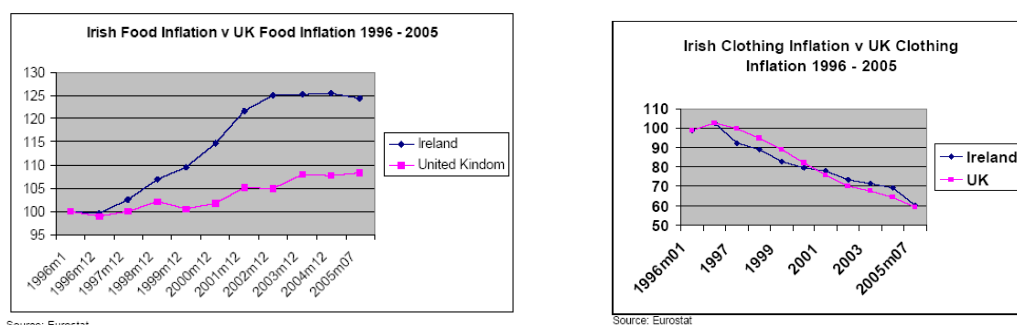 Irish Food Inflation v UK Food Inflation 1996 - 2005
130
125
120
115
110
105
100
95
1996m1
1996m12
1997m12
1998m12
1999m12
2000m12
2001m12
2002m12
2003m12
2004m12
2005m07
Ireland
United Kindom
Source: Eurostat
Irish Clothing Inflation v UK Clothing
Inflation 1996 - 2005
110
100
90
80
70
60
50
1996m01
1997
1999
2001
2003
2005m07
Ireland
UK
Source: Eurostat